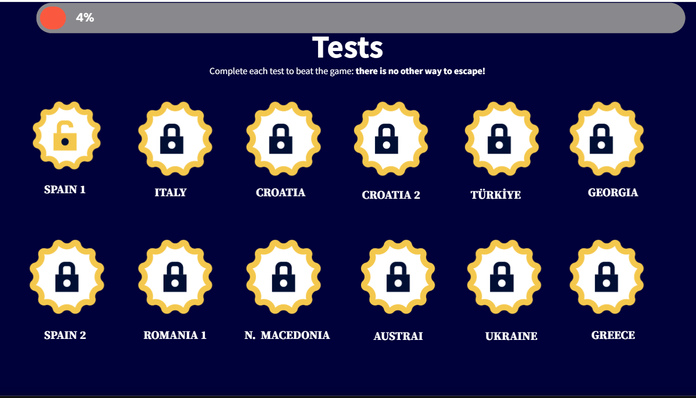 4%
Tests
Complete each test to beat the game: there is no other way to escape!
SPAIN 1
ITALY
CROATIA
CROATIA 2
TÜRKİYE
GEORGIA
SPAIN 2
ROMANIA 1
N. MACEDONIA
AUSTRAI
UKRAINE
GREECE